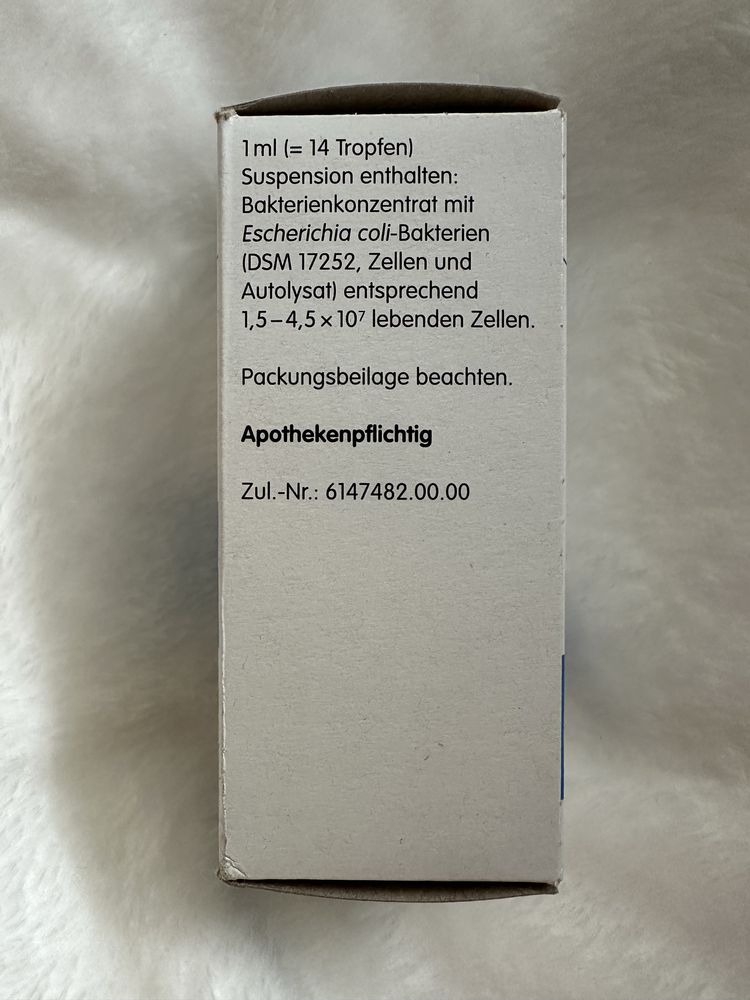 1 ml (= 14 Tropfen)
Suspension enthalten:
Bakterienkonzentrat mit
Escherichia coli-Bakterien
(DSM 17252, Zellen und
Autolysat) entsprechend
1,5 – 4,5 × 10⁷ lebenden Zellen.
Packungsbeilage beachten.
Apothekenpflichtig
Zul.-Nr.: 6147482.00.00